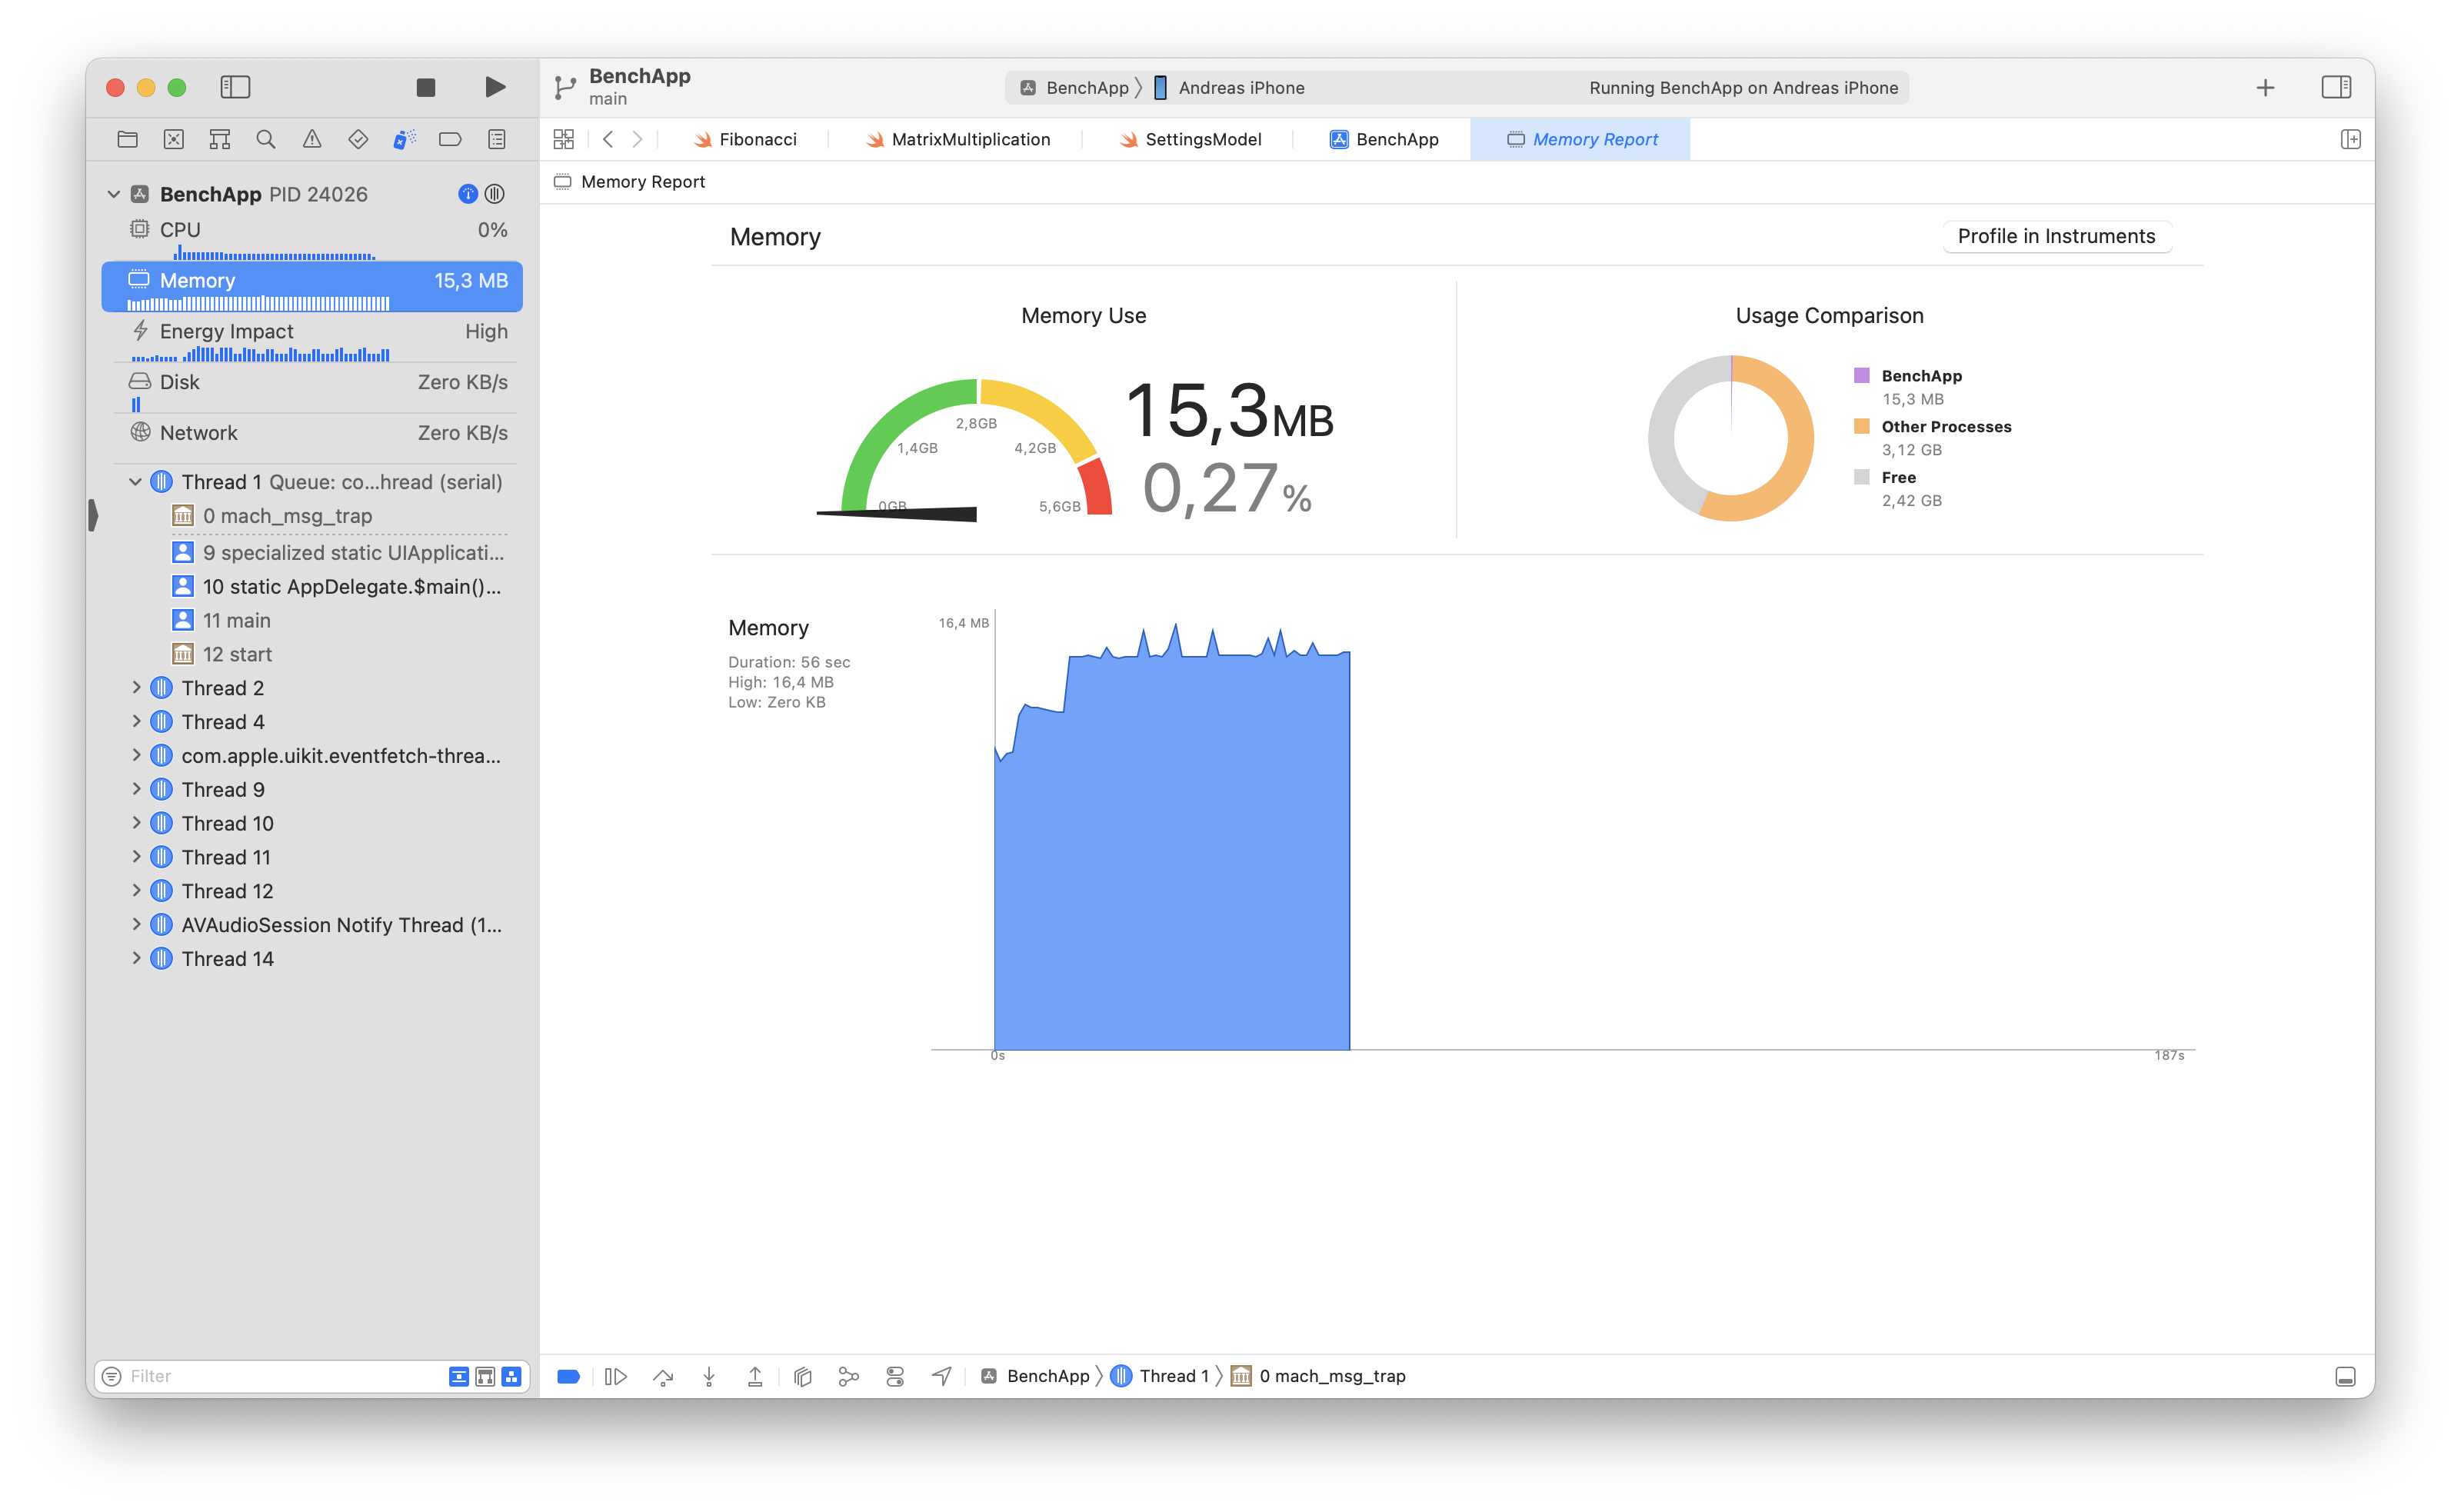 BenchApp
main
BenchApp
Andreas iPhone
Running BenchApp on Andreas iPhone
Fibonacci
MatrixMultiplication
SettingsModel
BenchApp
Memory Report
Memory Report
BenchApp PID 24026
CPU 0%
Memory 15,3 MB
Energy Impact High
Disk Zero KB/s
Network Zero KB/s
Thread 1 Queue: co...hread (serial)
0 mach_msg_trap
9 specialized static UIApplicati...
10 static AppDelegate.$main()...
11 main
12 start
Thread 2
Thread 4
com.apple.uikit.eventfetch-threa...
Thread 9
Thread 10
Thread 11
Thread 12
AVAudioSession Notify Thread (1...
Thread 14
Filter
Memory
Profile in Instruments
Memory Use
0GB
1,4GB
2,8GB
4,2GB
5,6GB
15,3MB
0,27%
Usage Comparison
BenchApp
15,3 MB
Other Processes
3,12 GB
Free
2,42 GB
Memory
Duration: 56 sec
High: 16,4 MB
Low: Zero KB
16,4 MB
0s
187s
BenchApp
Thread 1
0 mach_msg_trap